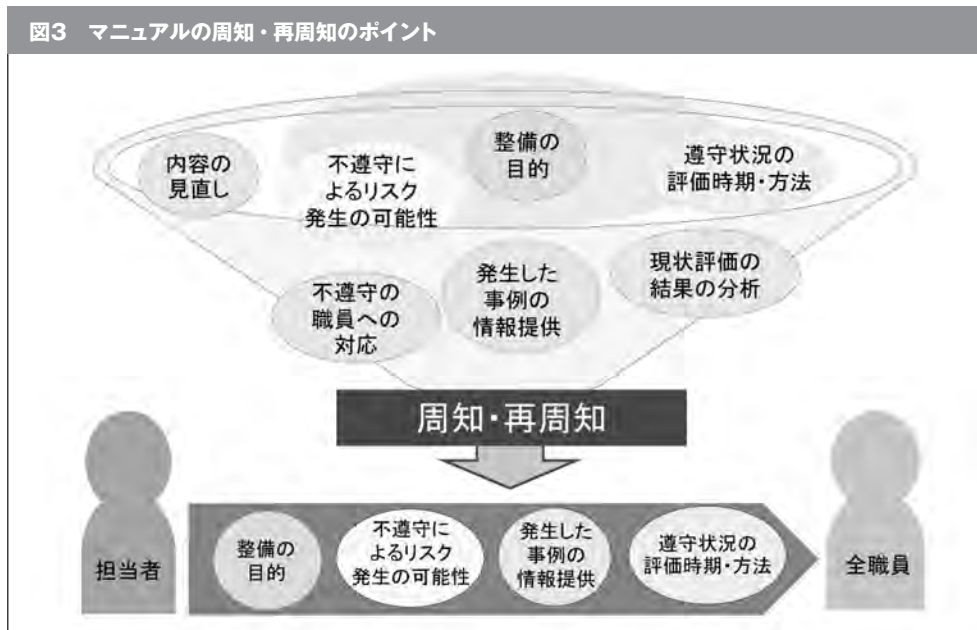 図3 マニュアルの周知・再周知のポイント
内容の
見直し
不遵守に
よるリスク
発生の可能性
整備の
目的
遵守状況の
評価時期・方法
不遵守の
職員への
対応
発生した
事例の
情報提供
現状評価の
結果の分析
周知・再周知
担当者
整備の
目的
不遵守に
よるリスク
発生の可能性
発生した
事例の
情報提供
遵守状況の
評価時期・方法
全職員